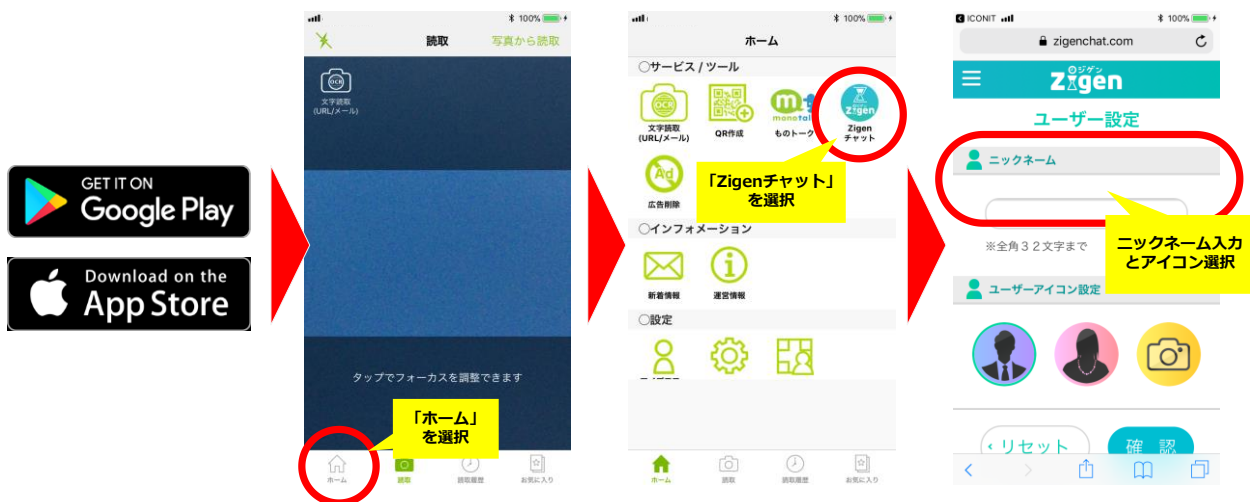 GET IT ON
Google Play
Download on the
App Store
100%
読取
写真から読取
OCR
文字読取
(URL/メール)
タップでフォーカスを調整できます
「ホーム」
を選択
ホーム
読取
読取履歴
お気に入り
100%
ホーム
○サービス / ツール
OCR
文字読取
(URL/メール)
QR作成
monotalk
ものトーク
Zigen
Zigen
チャット
「Zigenチャット」
を選択
Ad
広告削除
○インフォメーション
新着情報
運営情報
○設定
ホーム
読取
読取履歴
お気に入り
ICONIT
100%
zigenchat.com
ジゲン
Zigen
ユーザー設定
ニックネーム
※全角３２文字まで
ニックネーム入力
とアイコン選択
ユーザーアイコン設定
リセット
確 認